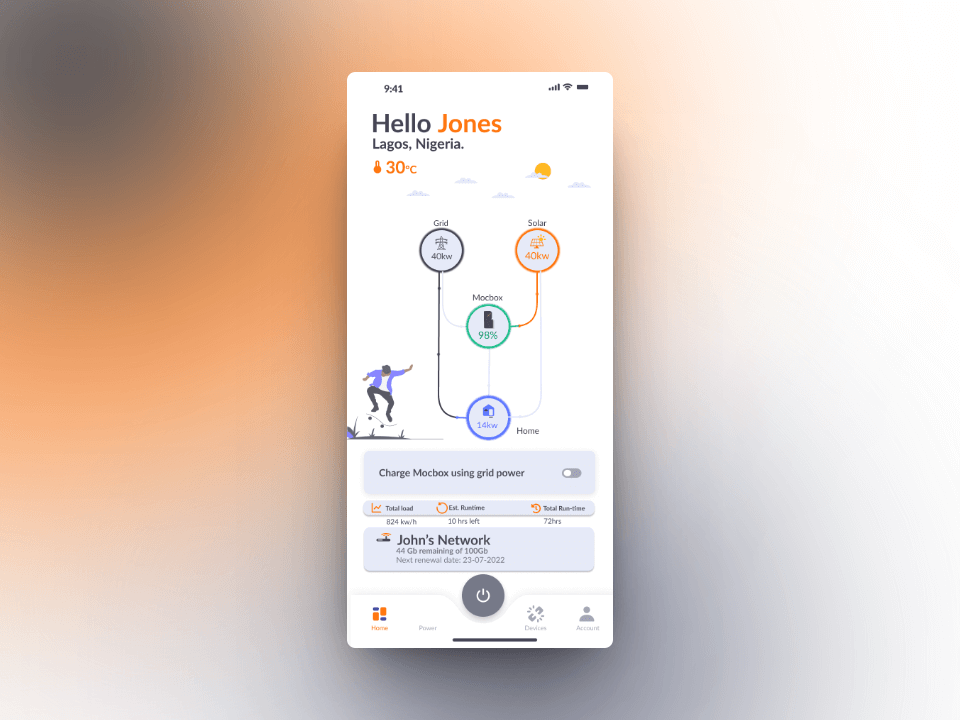 9:41
Hello Jones
Lagos, Nigeria.
30°C
Grid
Solar
40kw
40kw
Mocbox
98%
14kw
Home
Charge Mocbox using grid power
Total load
Est. Runtime
Total Run-time
824 kw/h
10 hrs left
72hrs
John's Network
44 Gb remaining of 100Gb
Next renewal date: 23-07-2022
Home
Power
Devices
Account